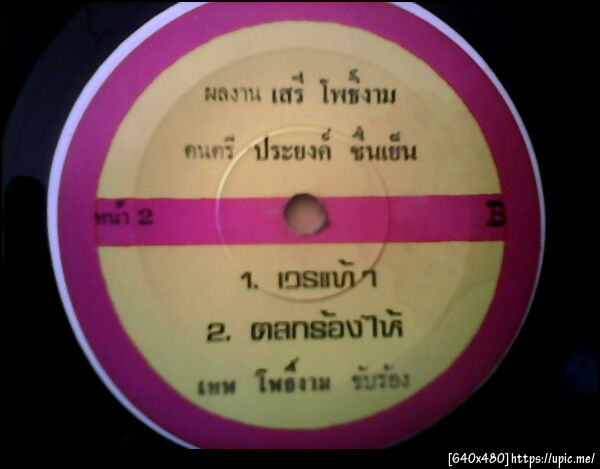 ผลงาน เสรี โพธิ์งาม
ดนตรี ประยงค์ ชื่นเย็น
หน้า 2 B
1. เวรแท้ๆ
2. ตลกร้องไห้
เทพ โพธิ์งาม ขับร้อง
[640x480]https://upic.me/